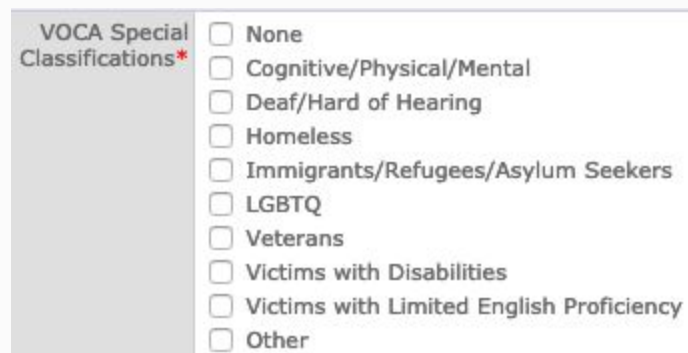 VOCA Special
Classifications*
None
Cognitive/Physical/Mental
Deaf/Hard of Hearing
Homeless
Immigrants/Refugees/Asylum Seekers
LGBTQ
Veterans
Victims with Disabilities
Victims with Limited English Proficiency
Other